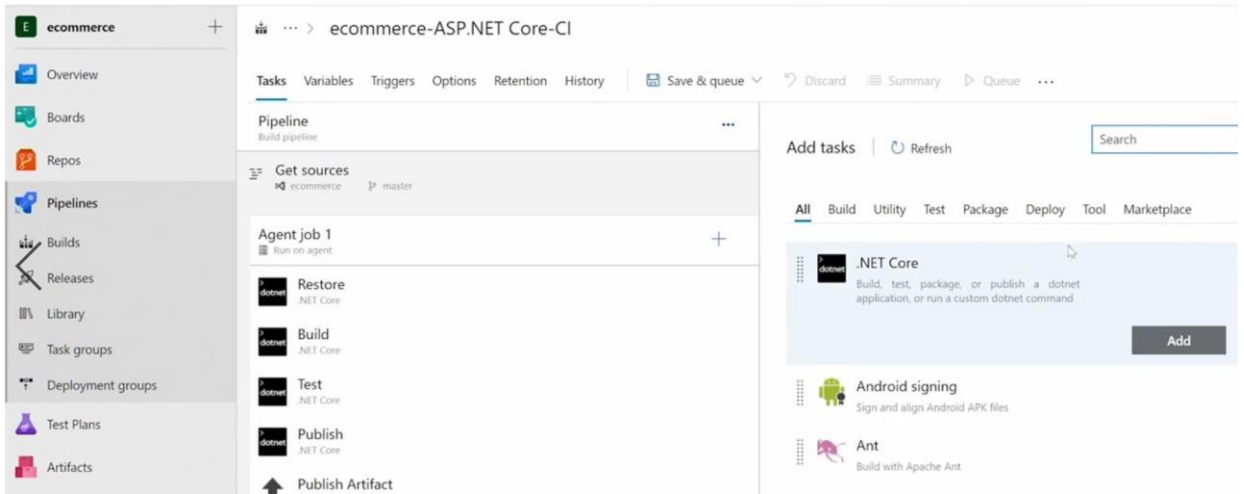 E ecommerce +
Overview
Boards
Repos
Pipelines
Builds
Releases
Library
Task groups
Deployment groups
Test Plans
Artifacts
... > ecommerce-ASP.NET Core-CI
Tasks Variables Triggers Options Retention History Save & queue Discard Summary Queue ...
Pipeline ...
Build pipeline
Get sources
ecommerce master
Agent job 1 +
Run on agent
>
dotnet
Restore
.NET Core
>
dotnet
Build
.NET Core
>
dotnet
Test
.NET Core
>
dotnet
Publish
.NET Core
Publish Artifact
Add tasks Refresh
Search
All Build Utility Test Package Deploy Tool Marketplace
>
dotnet
.NET Core
Build, test, package, or publish a dotnet
application, or run a custom dotnet command
Add
Android signing
Sign and align Android APK files
Ant
Build with Apache Ant